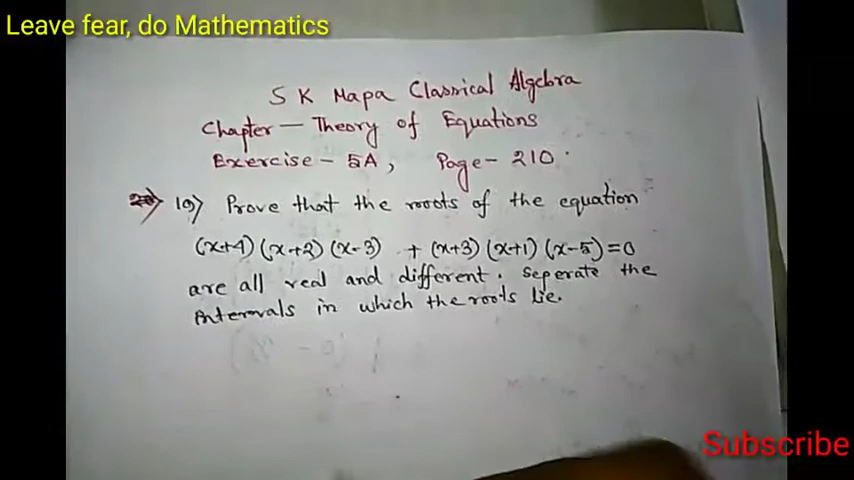 Leave fear, do Mathematics
S K Mapa Classical Algebra
Chapter — Theory of Equations
Exercise - 5A, Page - 210
19) Prove that the roots of the equation
(x+4)(x+2)(x-3) + (x+3)(x+1)(x-5)=0
are all real and different. Seperate the
intervals in which the roots lie.
Subscribe